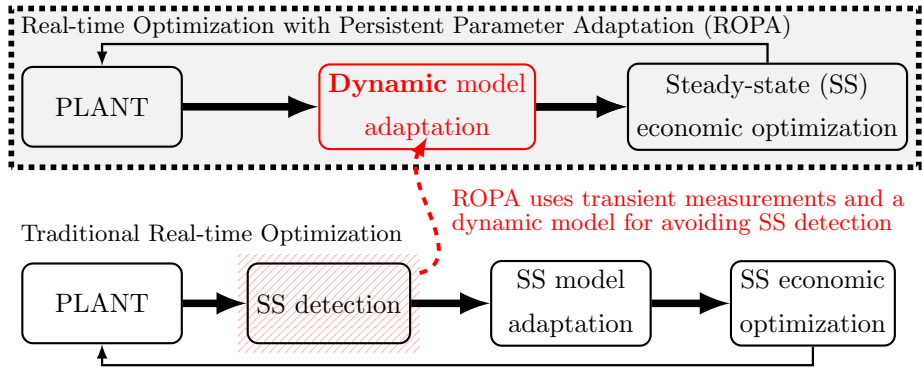 Real-time Optimization with Persistent Parameter Adaptation (ROPA)
PLANT
Dynamic model
adaptation
Steady-state (SS)
economic optimization
ROPA uses transient measurements and a
dynamic model for avoiding SS detection
Traditional Real-time Optimization
PLANT
SS detection
SS model
adaptation
SS economic
optimization